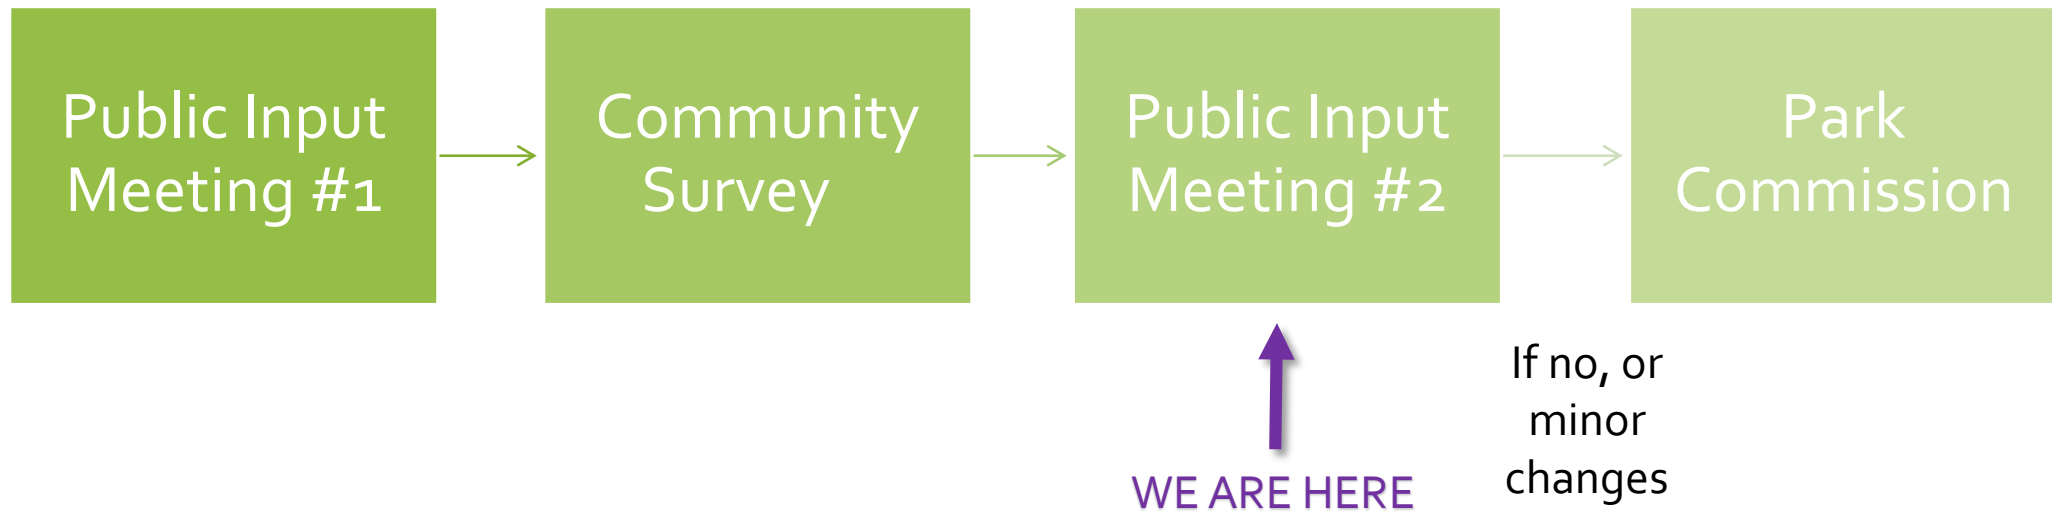 Public Input
Meeting #1
Community
Survey
Public Input
Meeting #2
Park
Commission
If no, or
minor
changes
WE ARE HERE